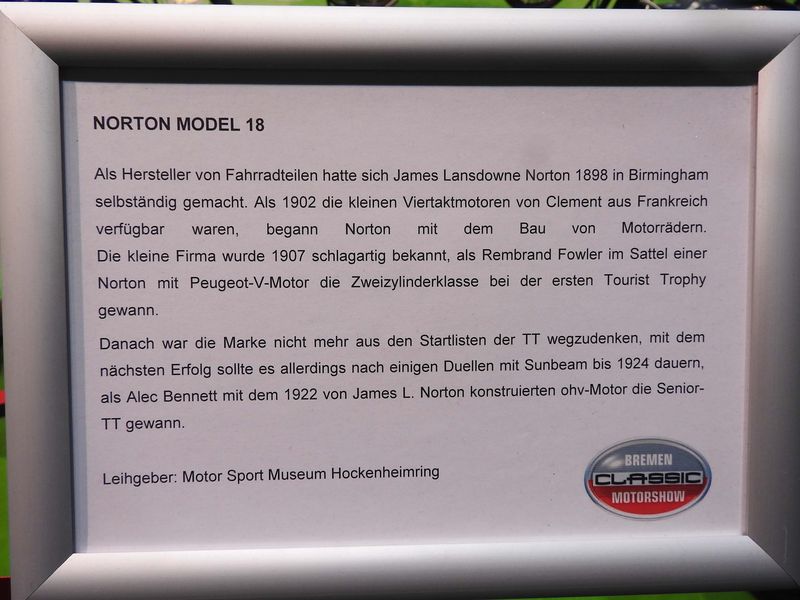 NORTON MODEL 18
Als Hersteller von Fahrradteilen hatte sich James Lansdowne Norton 1898 in Birmingham
selbständig gemacht. Als 1902 die kleinen Viertaktmotoren von Clement aus Frankreich
verfügbar waren, begann Norton mit dem Bau von Motorrädern.
Die kleine Firma wurde 1907 schlagartig bekannt, als Rembrand Fowler im Sattel einer
Norton mit Peugeot-V-Motor die Zweizylinderklasse bei der ersten Tourist Trophy
gewann.
Danach war die Marke nicht mehr aus den Startlisten der TT wegzudenken, mit dem
nächsten Erfolg sollte es allerdings nach einigen Duellen mit Sunbeam bis 1924 dauern,
als Alec Bennett mit dem 1922 von James L. Norton konstruierten ohv-Motor die Senior-
TT gewann.
Leihgeber: Motor Sport Museum Hockenheimring
BREMEN
CLASSIC
MOTORSHOW